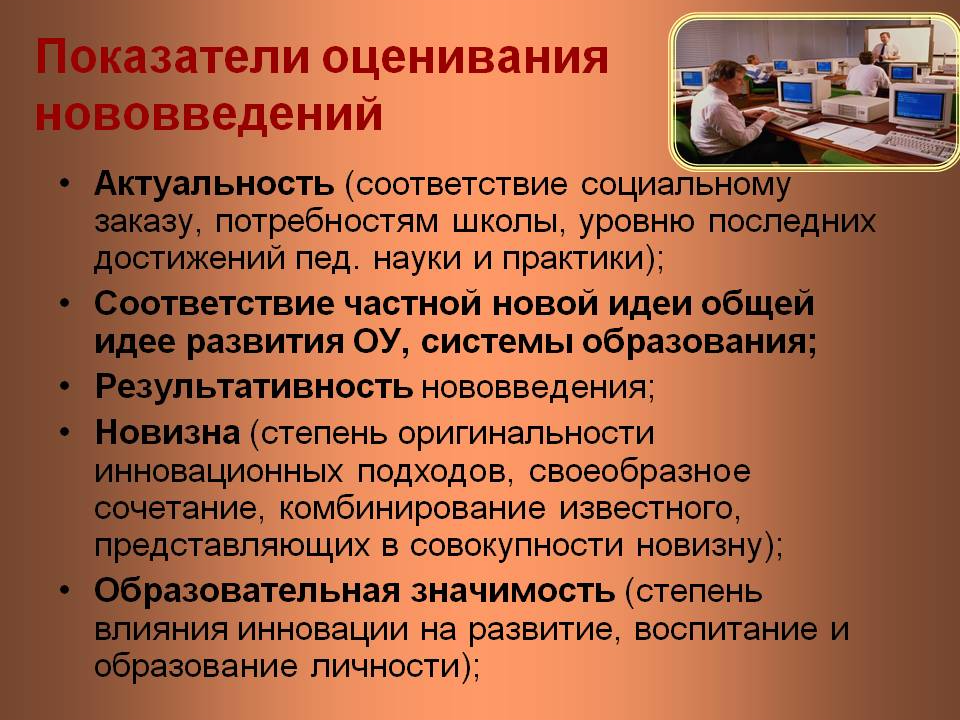 Показатели оценивания
нововведений
• Актуальность (соответствие социальному
заказу, потребностям школы, уровню последних
достижений пед. науки и практики);
• Соответствие частной новой идеи общей
идее развития ОУ, системы образования;
• Результативность нововведения;
• Новизна (степень оригинальности
инновационных подходов, своеобразное
сочетание, комбинирование известного,
представляющих в совокупности новизну);
• Образовательная значимость (степень
влияния инновации на развитие, воспитание и
образование личности);